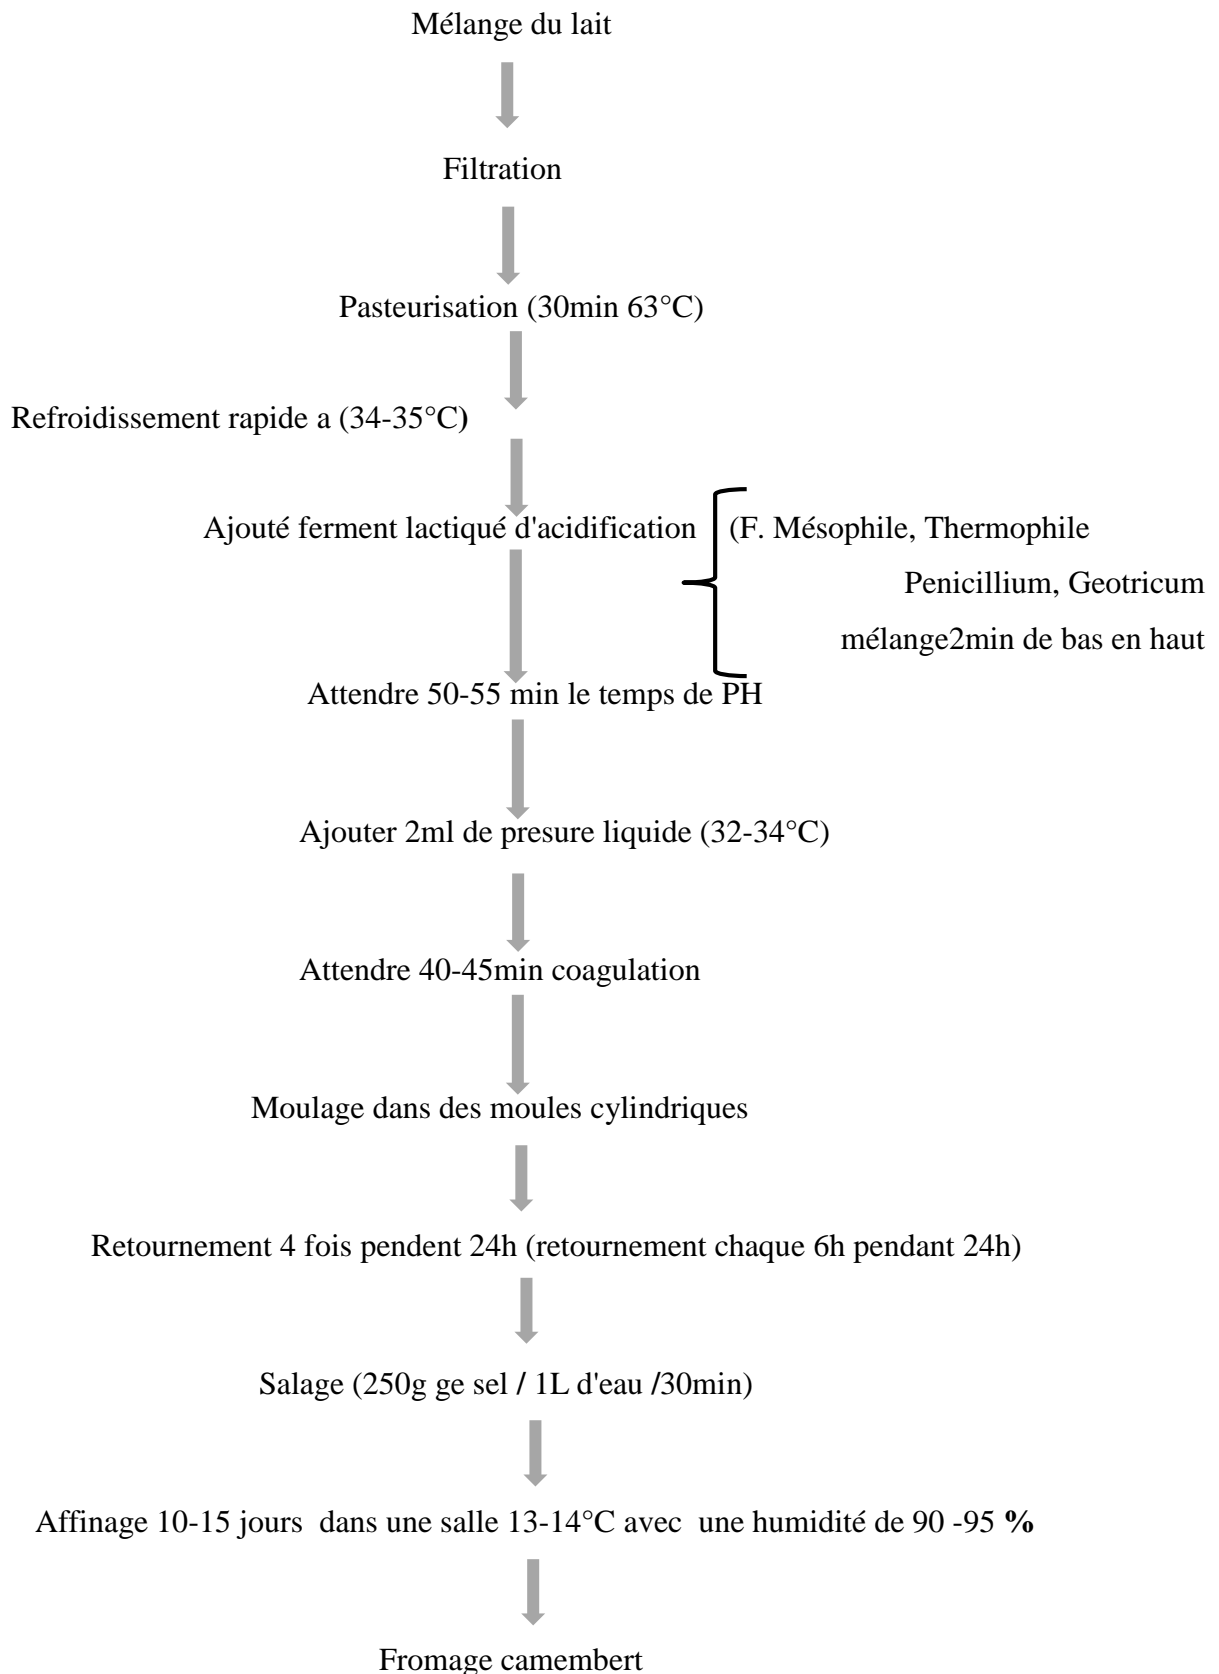 Mélange du lait
Filtration
Pasteurisation (30min 63°C)
Refroidissement rapide a (34-35°C)
Ajouté ferment lactiqué d'acidification
(F. Mésophile, Thermophile
Penicillium, Geotricum
mélange2min de bas en haut
Attendre 50-55 min le temps de PH
Ajouter 2ml de presure liquide (32-34°C)
Attendre 40-45min coagulation
Moulage dans des moules cylindriques
Retournement 4 fois pendent 24h (retournement chaque 6h pendant 24h)
Salage (250g ge sel / 1L d'eau /30min)
Affinage 10-15 jours dans une salle 13-14°C avec une humidité de 90 -95 %
Fromage camembert